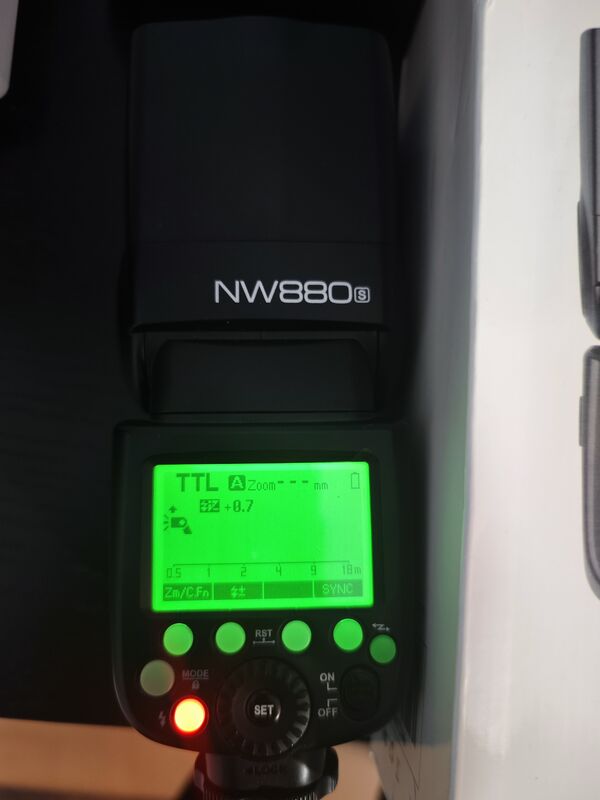 NW880 S
TTL A Zoom --- mm
+0.7
0.5 1 2 4 9 18m
Zm/C.Fn SYNC
RST
MODE
ON
SET
OFF
◄LOCK